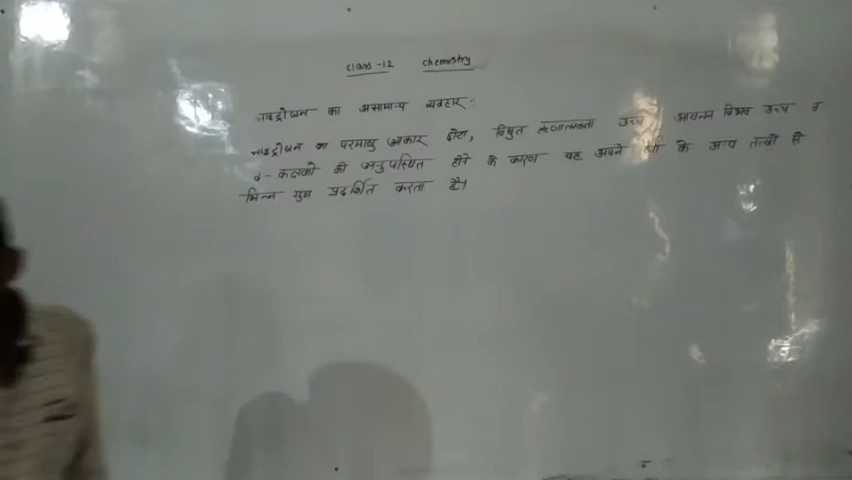 class-12 Chemistry
नाइट्रोजन का असामान्य व्यवहार:-
नाइट्रोजन का परमाणु आकार छोटा, विद्युत ऋणात्मकता उच्च, आयनन विभव उच्च व
d-कक्षकों की अनुपस्थित होने के कारण यह अपने वर्ग के अन्य तत्वों से
भिन्न गुण प्रदर्शित करता है।